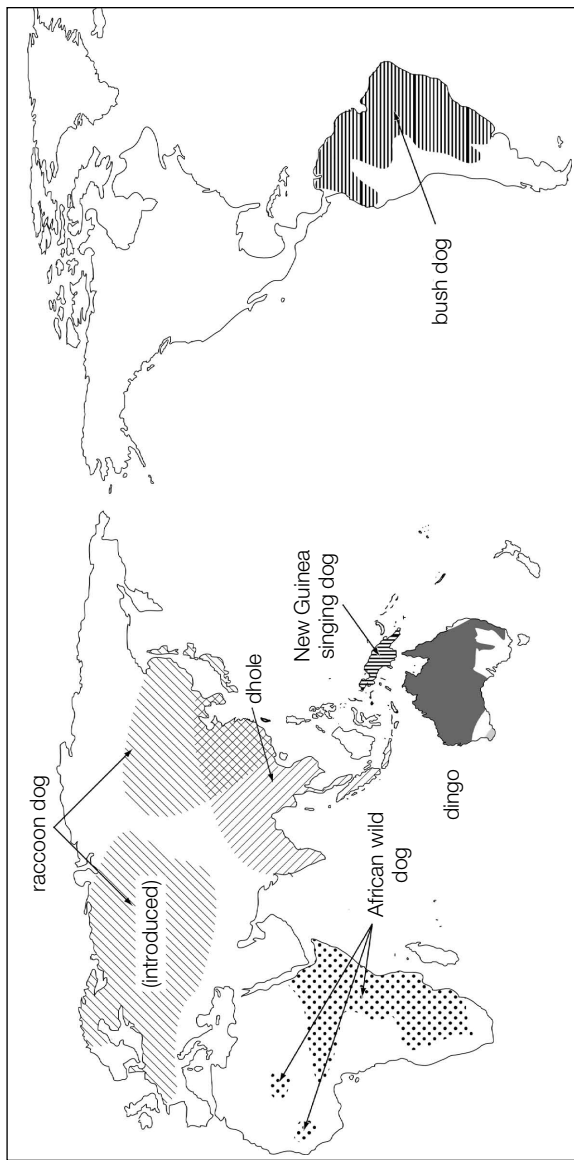 raccoon dog
(introduced)
dhole
New Guinea
singing dog
African wild
dog
dingo
bush dog